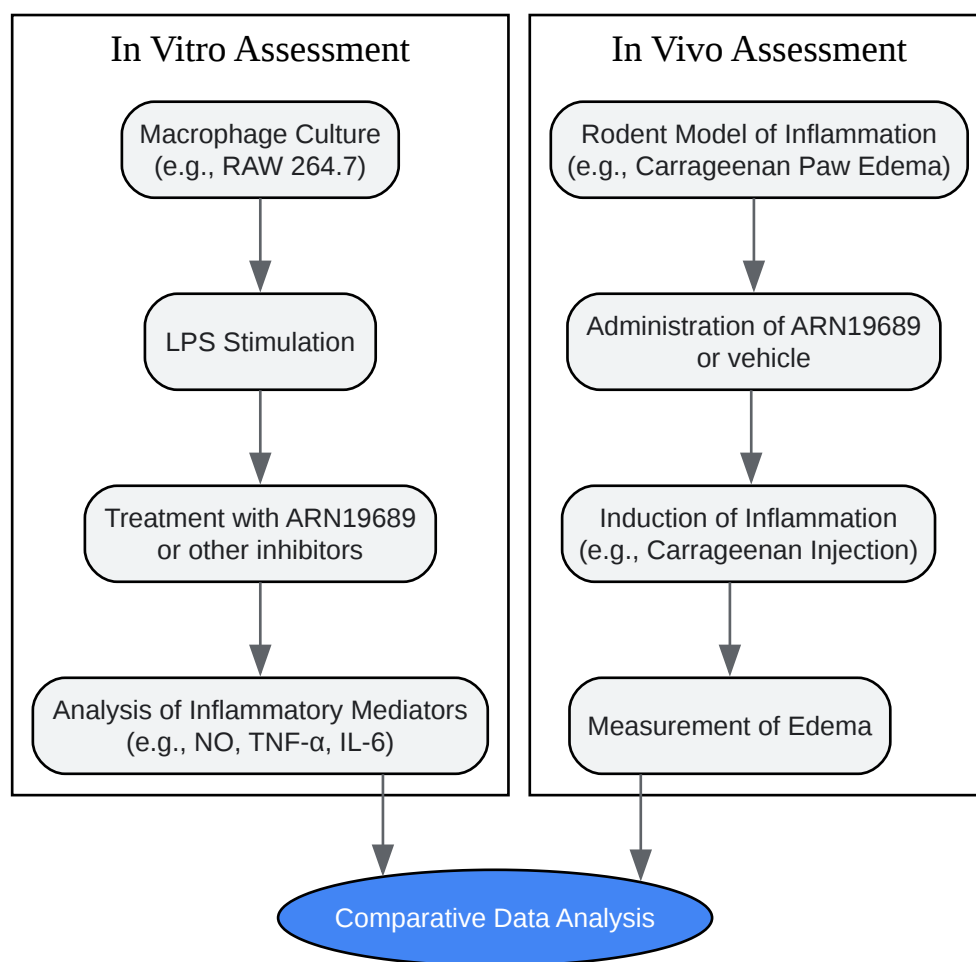 In Vitro Assessment
Macrophage Culture
(e.g., RAW 264.7)
LPS Stimulation
Treatment with ARN19689
or other inhibitors
Analysis of Inflammatory Mediators
(e.g., NO, TNF-α, IL-6)
In Vivo Assessment
Rodent Model of Inflammation
(e.g., Carrageenan Paw Edema)
Administration of ARN19689
or vehicle
Induction of Inflammation
(e.g., Carrageenan Injection)
Measurement of Edema
Comparative Data Analysis